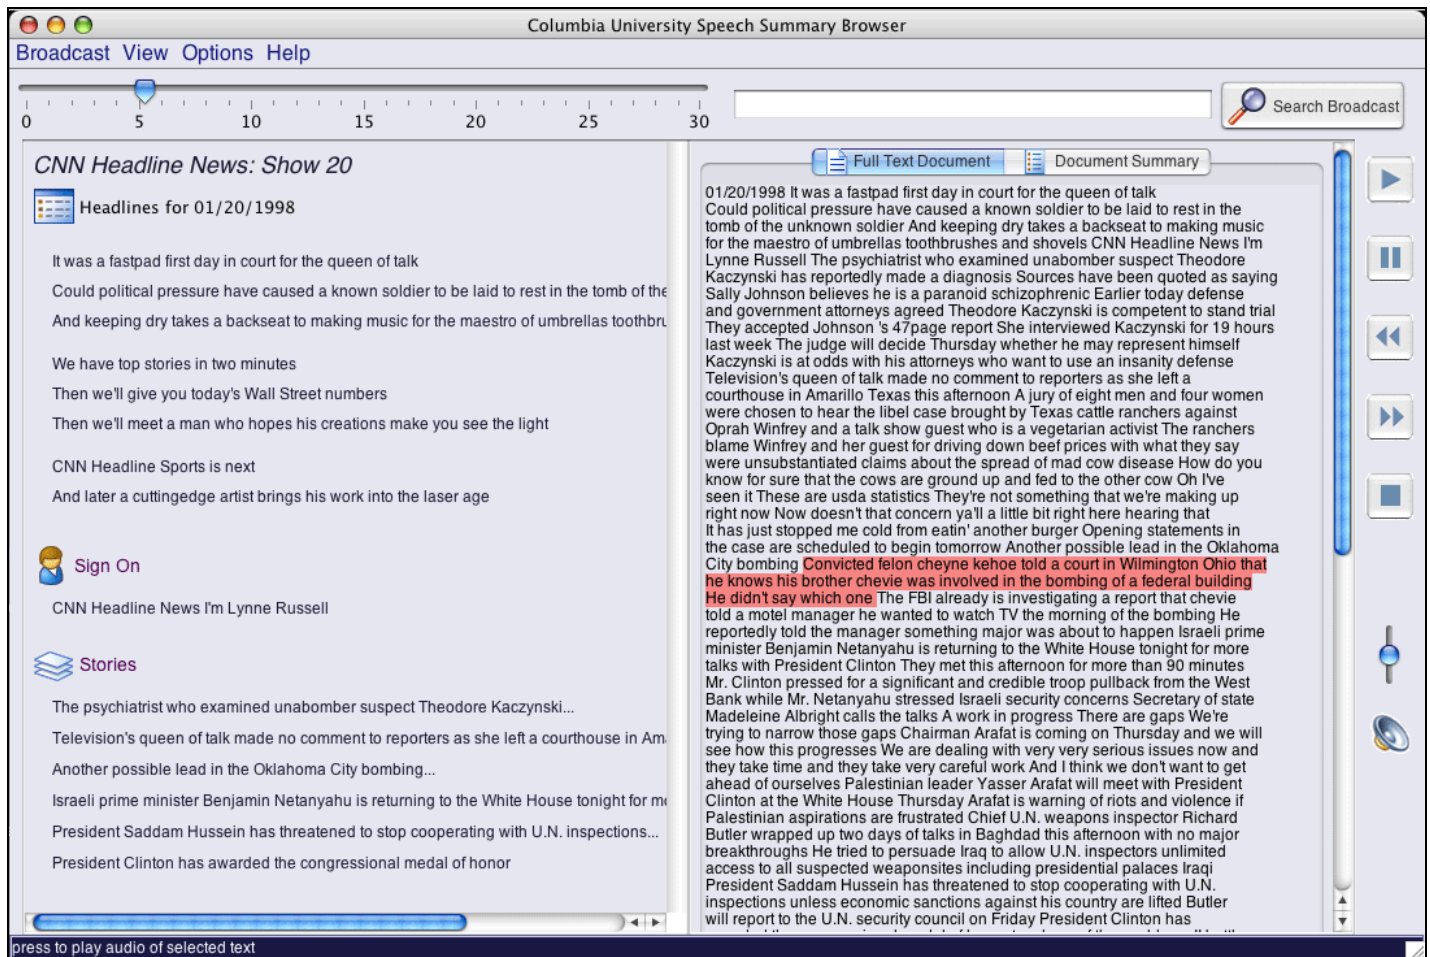 Columbia University Speech Summary Browser
Broadcast View Options Help
0 5 10 15 20 25 30
Search Broadcast
CNN Headline News: Show 20
Headlines for 01/20/1998
It was a fastpad first day in court for the queen of talk
Could political pressure have caused a known soldier to be laid to rest in the tomb of the
And keeping dry takes a backseat to making music for the maestro of umbrellas toothbru
We have top stories in two minutes
Then we'll give you today's Wall Street numbers
Then we'll meet a man who hopes his creations make you see the light
CNN Headline Sports is next
And later a cuttingedge artist brings his work into the laser age
Sign On
CNN Headline News I'm Lynne Russell
Stories
The psychiatrist who examined unabomber suspect Theodore Kaczynski...
Television's queen of talk made no comment to reporters as she left a courthouse in Am
Another possible lead in the Oklahoma City bombing...
Israeli prime minister Benjamin Netanyahu is returning to the White House tonight for m
President Saddam Hussein has threatened to stop cooperating with U.N. inspections...
President Clinton has awarded the congressional medal of honor
Full Text Document Document Summary
01/20/1998 It was a fastpad first day in court for the queen of talk
Could political pressure have caused a known soldier to be laid to rest in the
tomb of the unknown soldier And keeping dry takes a backseat to making music
for the maestro of umbrellas toothbrushes and shovels CNN Headline News I'm
Lynne Russell The psychiatrist who examined unabomber suspect Theodore
Kaczynski has reportedly made a diagnosis Sources have been quoted as saying
Sally Johnson believes he is a paranoid schizophrenic Earlier today defense
and government attorneys agreed Theodore Kaczynski is competent to stand trial
They accepted Johnson 's 47page report She interviewed Kaczynski for 19 hours
last week The judge will decide Thursday whether he may represent himself
Kaczynski is at odds with his attorneys who want to use an insanity defense
Television's queen of talk made no comment to reporters as she left a
courthouse in Amarillo Texas this afternoon A jury of eight men and four women
were chosen to hear the libel case brought by Texas cattle ranchers against
Oprah Winfrey and a talk show guest who is a vegetarian activist The ranchers
blame Winfrey and her guest for driving down beef prices with what they say
were unsubstantiated claims about the spread of mad cow disease How do you
know for sure that the cows are ground up and fed to the other cow Oh I've
seen it These are usda statistics They're not something that we're making up
right now Now doesn't that concern ya'll a little bit right here hearing that
It has just stopped me cold from eatin' another burger Opening statements in
the case are scheduled to begin tomorrow Another possible lead in the Oklahoma
City bombing Convicted felon cheyne kehoe told a court in Wilmington Ohio that
he knows his brother chevie was involved in the bombing of a federal building
He didn't say which one The FBI already is investigating a report that chevie
told a motel manager he wanted to watch TV the morning of the bombing He
reportedly told the manager something major was about to happen Israeli prime
minister Benjamin Netanyahu is returning to the White House tonight for more
talks with President Clinton They met this afternoon for more than 90 minutes
Mr. Clinton pressed for a significant and credible troop pullback from the West
Bank while Mr. Netanyahu stressed Israeli security concerns Secretary of state
Madeleine Albright calls the talks A work in progress There are gaps We're
trying to narrow those gaps Chairman Arafat is coming on Thursday and we will
see how this progresses We are dealing with very very serious issues now and
they take time and they take very careful work And I think we don't want to get
ahead of ourselves Palestinian leader Yasser Arafat will meet with President
Clinton at the White House Thursday Arafat is warning of riots and violence if
Palestinian aspirations are frustrated Chief U.N. weapons inspector Richard
Butler wrapped up two days of talks in Baghdad this afternoon with no major
breakthroughs He tried to persuade Iraq to allow U.N. inspectors unlimited
access to all suspected weaponsites including presidential palaces Iraqi
President Saddam Hussein has threatened to stop cooperating with U.N.
inspections unless economic sanctions against his country are lifted Butler
will report to the U.N. security council on Friday President Clinton has
press to play audio of selected text